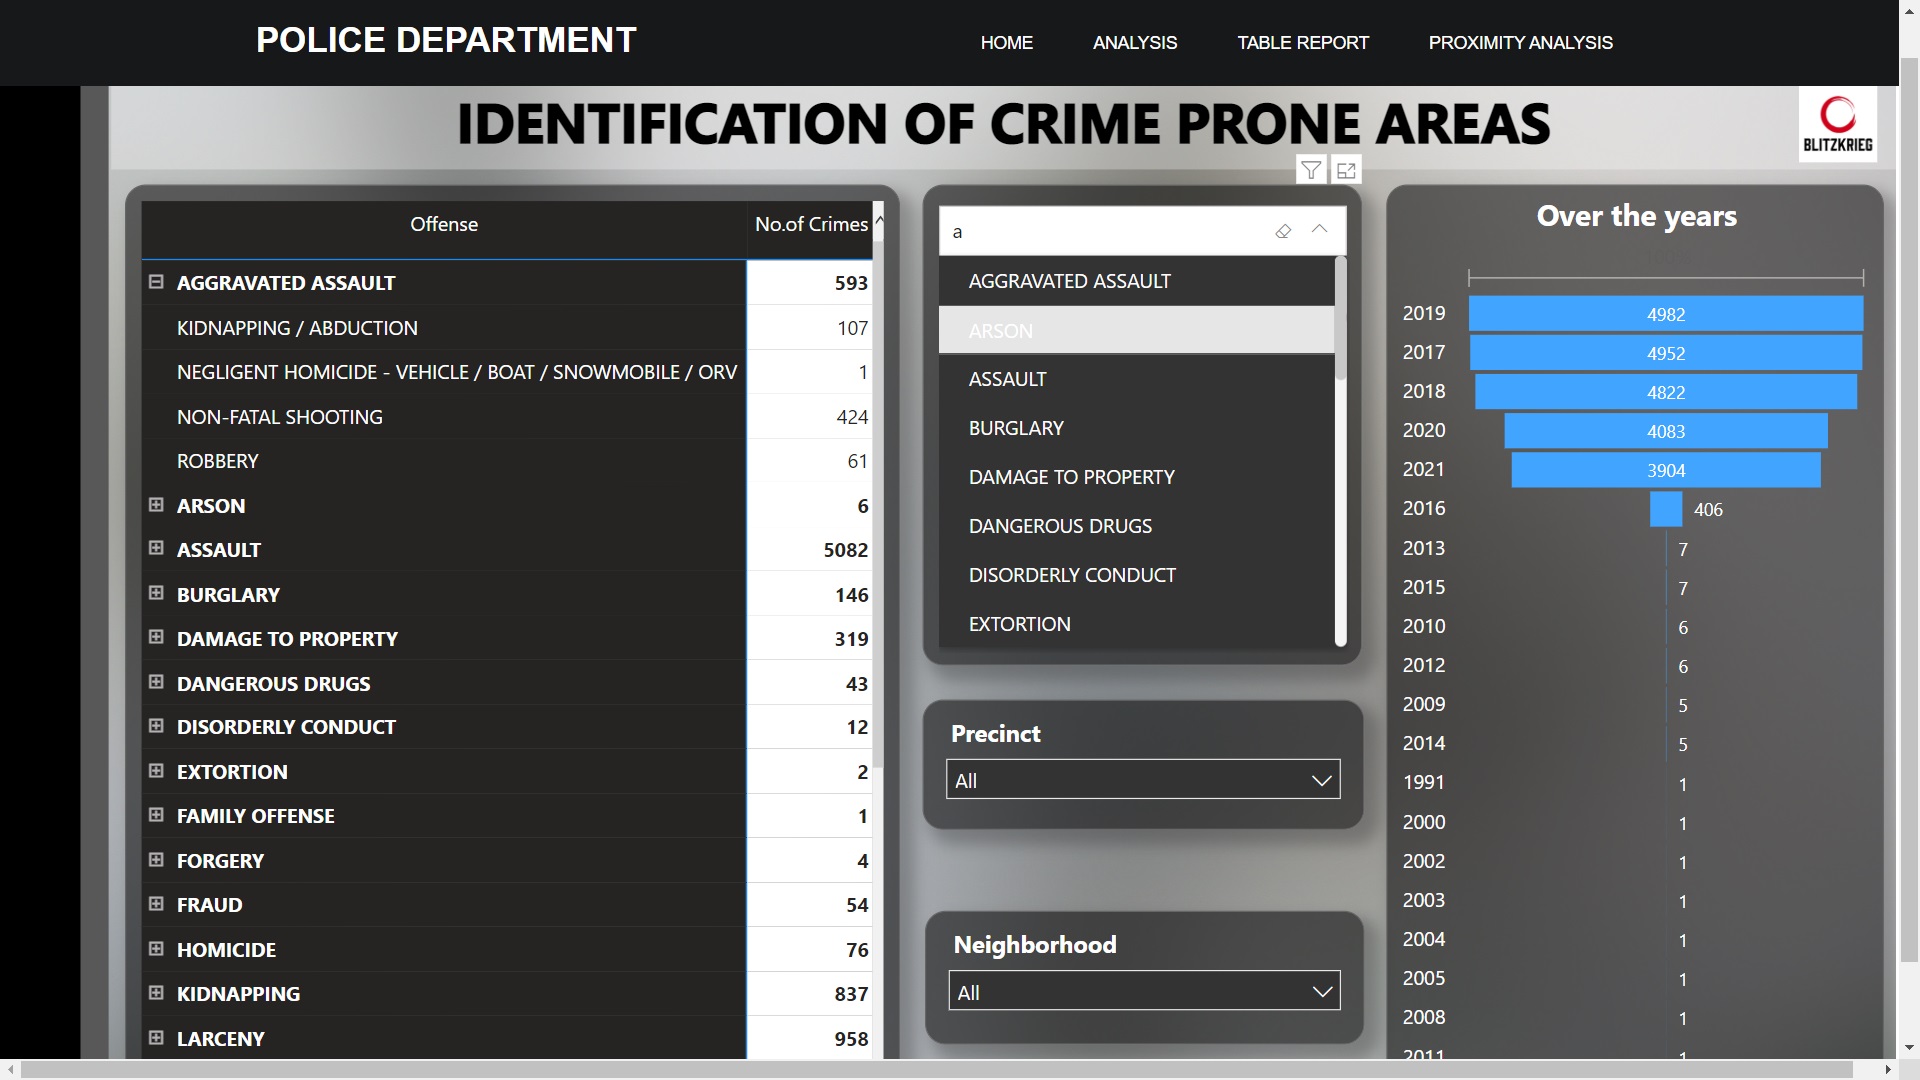 POLICE DEPARTMENT
HOME ANALYSIS TABLE REPORT PROXIMITY ANALYSIS
IDENTIFICATION OF CRIME PRONE AREAS
BLITZKRIEG
Offense No.of Crimes
AGGRAVATED ASSAULT 593
KIDNAPPING / ABDUCTION 107
NEGLIGENT HOMICIDE - VEHICLE / BOAT / SNOWMOBILE / ORV 1
NON-FATAL SHOOTING 424
ROBBERY 61
ARSON 6
ASSAULT 5082
BURGLARY 146
DAMAGE TO PROPERTY 319
DANGEROUS DRUGS 43
DISORDERLY CONDUCT 12
EXTORTION 2
FAMILY OFFENSE 1
FORGERY 4
FRAUD 54
HOMICIDE 76
KIDNAPPING 837
LARCENY 958
a
AGGRAVATED ASSAULT
ARSON
ASSAULT
BURGLARY
DAMAGE TO PROPERTY
DANGEROUS DRUGS
DISORDERLY CONDUCT
EXTORTION
Precinct
All
Neighborhood
All
Over the years
2019 4982
2017 4952
2018 4822
2020 4083
2021 3904
2016 406
2013 7
2015 7
2010 6
2012 6
2009 5
2014 5
1991 1
2000 1
2002 1
2003 1
2004 1
2005 1
2008 1
2011 1